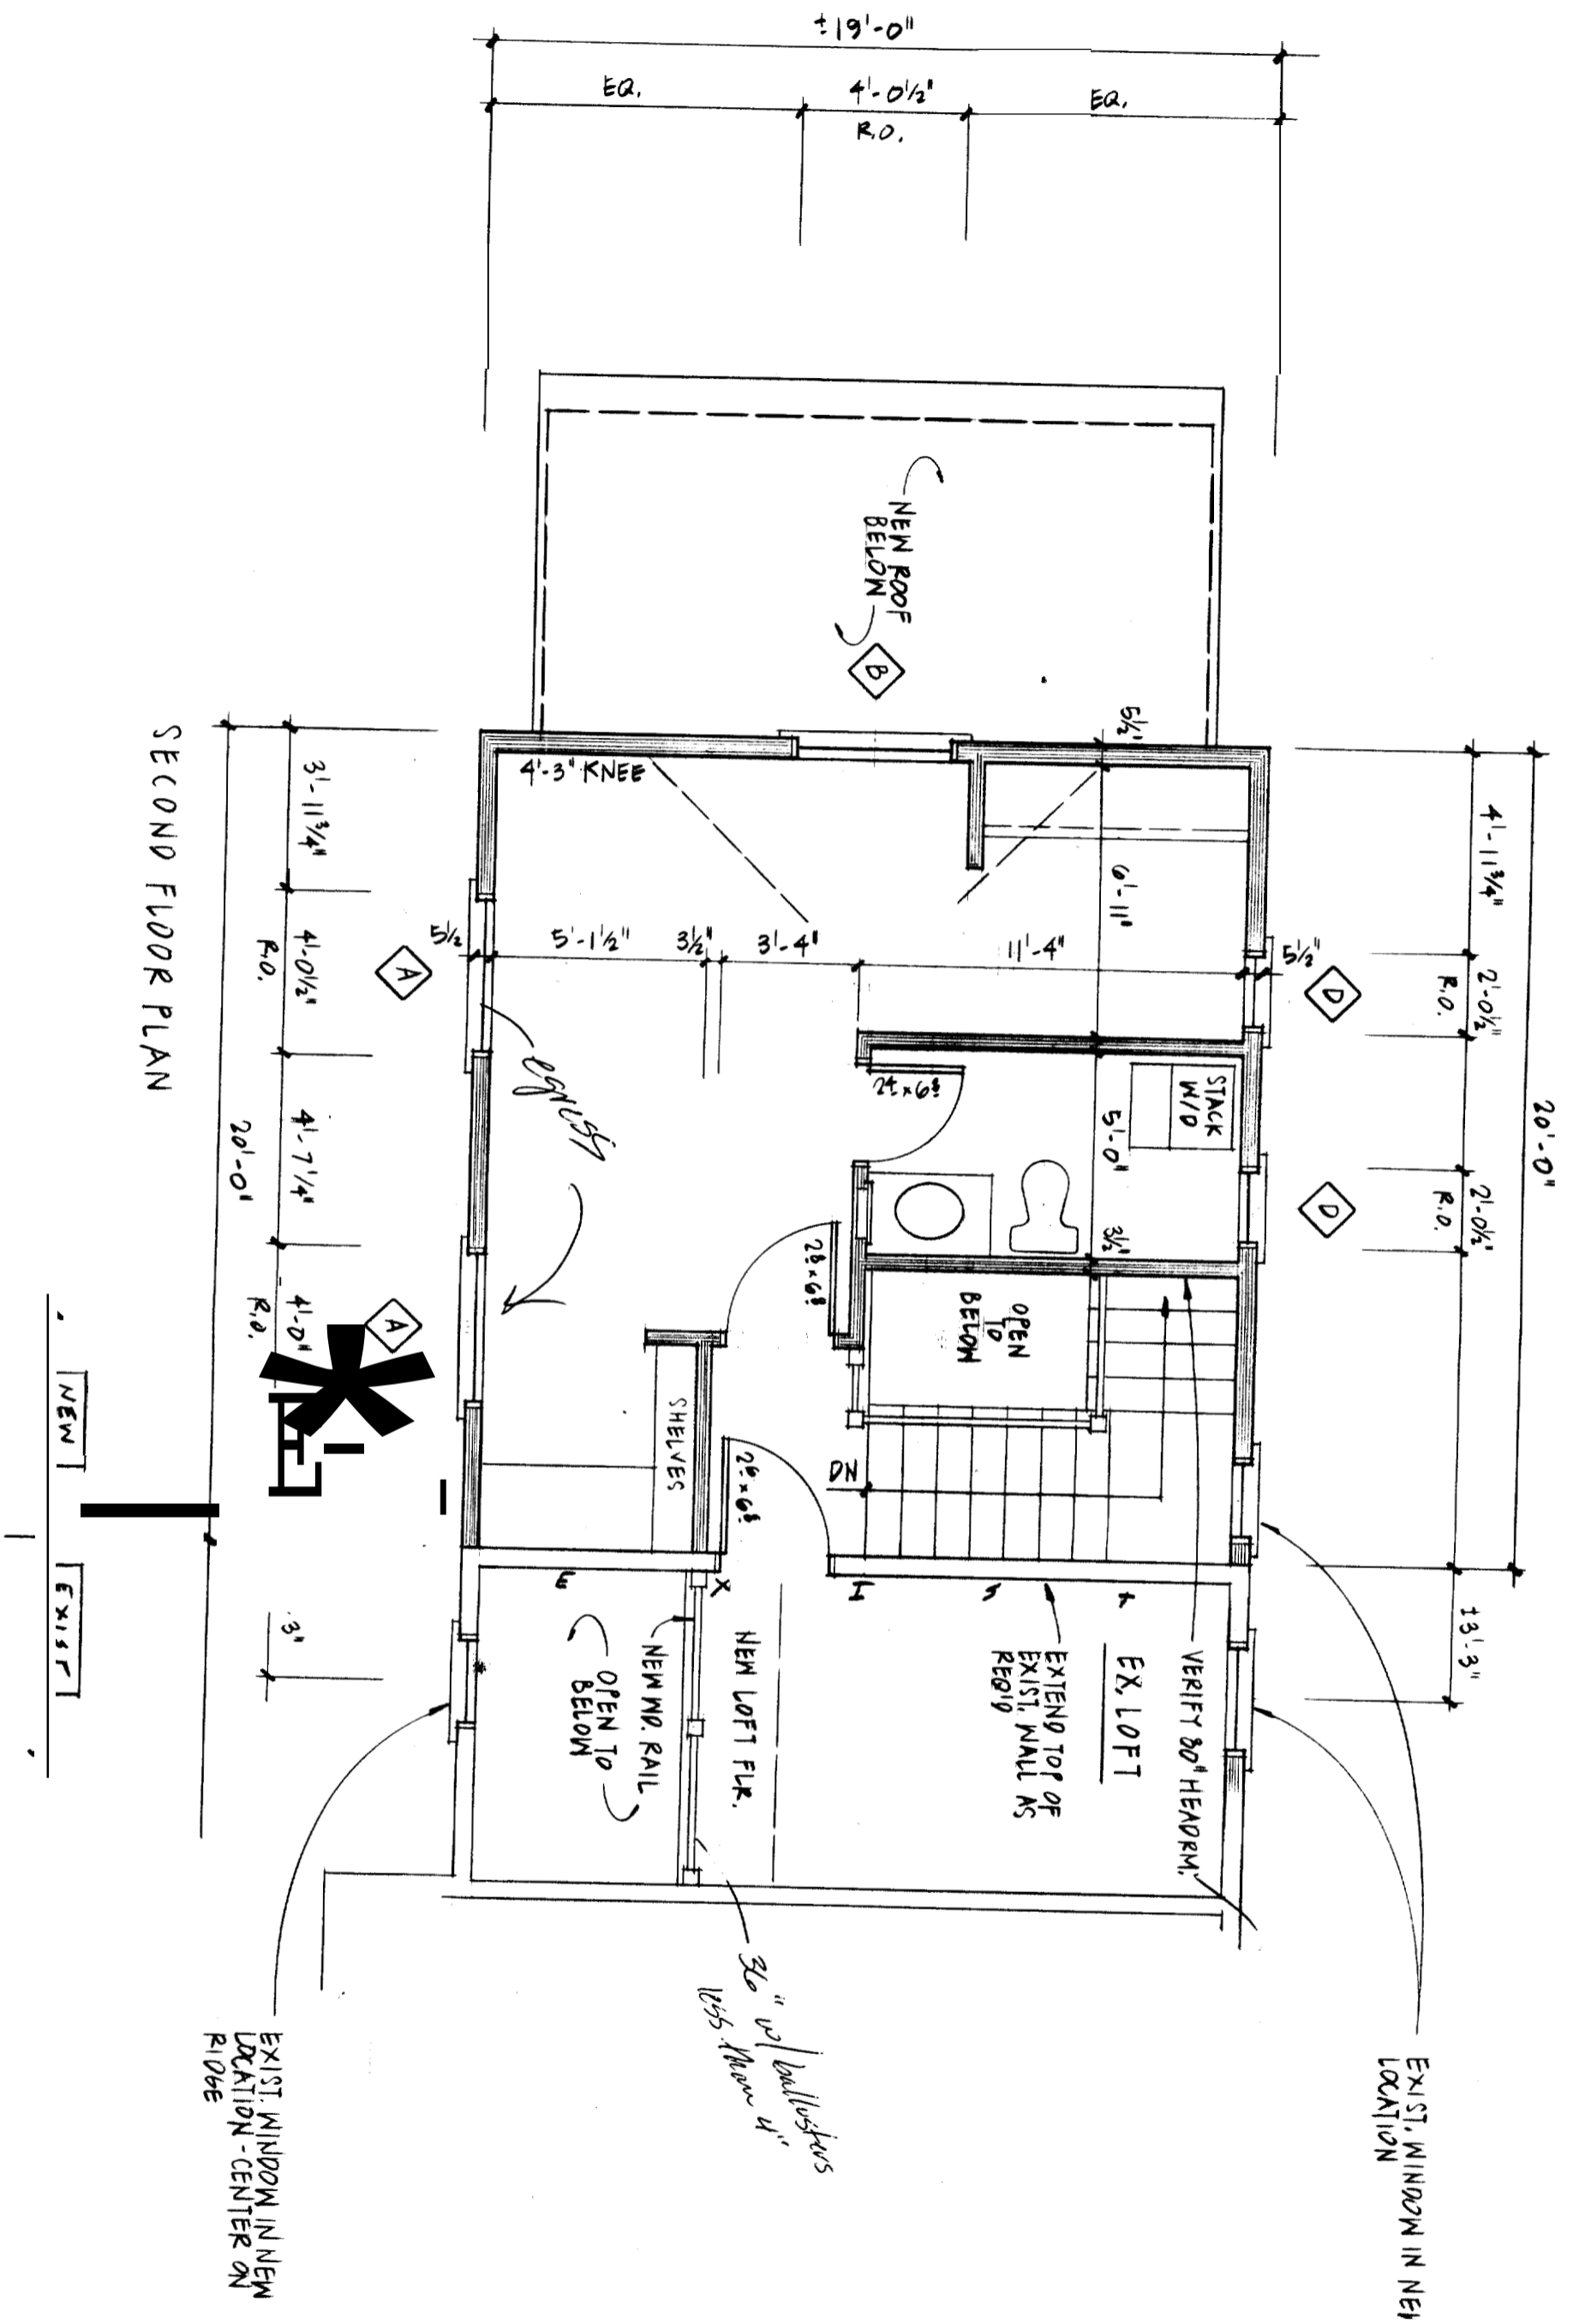 ±19'-0"
EQ.
4'-0½"
R.O.
EQ.
NEW ROOF
BELOW
B
5½"
4'-3" KNEE
6'-11"
5½
5'-1½"
3½"
3'-4"
11'-4"
5½"
20'-0"
4'-11¾"
2'-0½"
R.O.
2'-0½"
R.O.
13'-3"
D
D
STACK
W/D
2⁴ x 6⁸
5'-0"
3½"
2⁸ x 6⁸
OPEN
TO
BELOW
egress
SHELVES
2⁶ x 6⁸
DN
3'-11¾"
4'-0½"
R.O.
4'-7¼"
4'-0"
R.O.
3"
20'-0"
A
A
SECOND FLOOR PLAN
NEW
EXIST
VERIFY 80" HEADRM.
EX. LOFT
EXTEND TOP OF
EXIST. WALL AS
REQ'D
NEW LOFT FLR.
NEW WD. RAIL
OPEN TO
BELOW
36" w/ ballusters
less than 4"
EXIST. WINDOW IN NEW
LOCATION - CENTER ON
RIDGE
EXIST. WINDOW IN NE
LOCATION